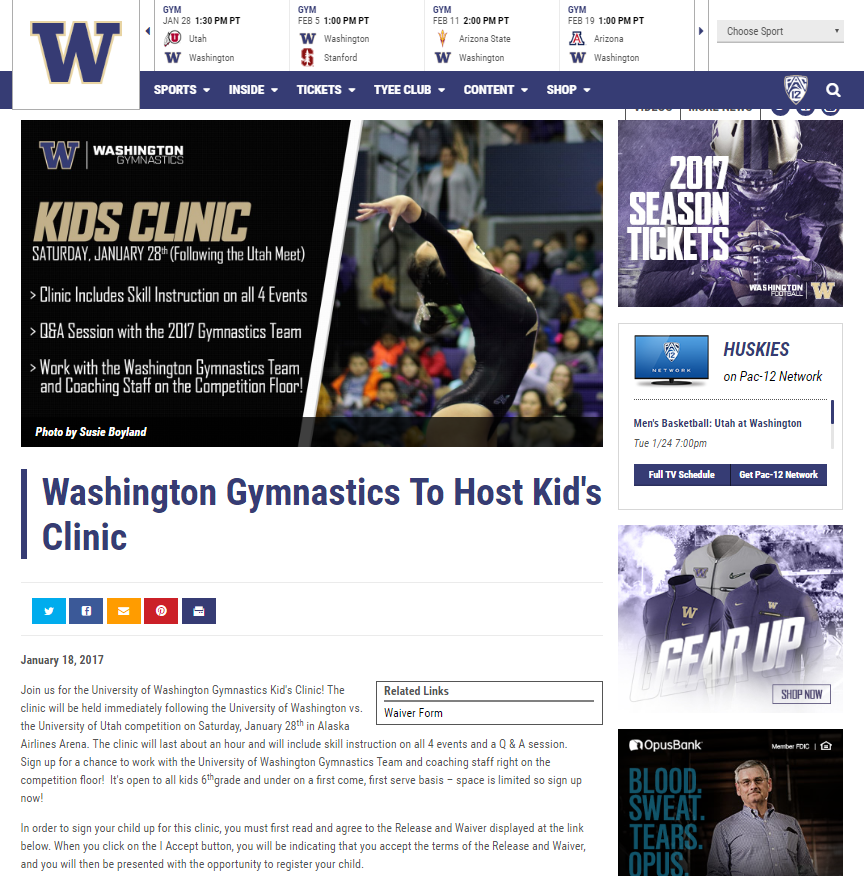 W
GYM
JAN 28 1:30 PM PT
Utah
Washington
GYM
FEB 5 1:00 PM PT
Washington
Stanford
GYM
FEB 11 2:00 PM PT
Arizona State
Washington
GYM
FEB 19 1:00 PM PT
Arizona
Washington
Choose Sport
SPORTS
INSIDE
TICKETS
TYEE CLUB
CONTENT
SHOP
PAC 12
VIDEOS
MORE NEWS
W WASHINGTON
GYMNASTICS
KIDS CLINIC
SATURDAY, JANUARY 28th (Following the Utah Meet)
> Clinic Includes Skill Instruction on all 4 Events
> Q&A Session with the 2017 Gymnastics Team
> Work with the Washington Gymnastics Team
and Coaching Staff on the Competition Floor!
Photo by Susie Boyland
Washington Gymnastics To Host Kid's
Clinic
January 18, 2017
Join us for the University of Washington Gymnastics Kid's Clinic! The
clinic will be held immediately following the University of Washington vs.
the University of Utah competition on Saturday, January 28th in Alaska
Airlines Arena. The clinic will last about an hour and will include skill instruction on all 4 events and a Q & A session.
Sign up for a chance to work with the University of Washington Gymnastics Team and coaching staff right on the
competition floor! It's open to all kids 6thgrade and under on a first come, first serve basis – space is limited so sign up
now!
Related Links
Waiver Form
In order to sign your child up for this clinic, you must first read and agree to the Release and Waiver displayed at the link
below. When you click on the I Accept button, you will be indicating that you accept the terms of the Release and Waiver,
and you will then be presented with the opportunity to register your child.
2017
SEASON
TICKETS
WASHINGTON
FOOTBALL
W
PAC 12
NETWORK
HUSKIES
on Pac-12 Network
Men's Basketball: Utah at Washington
Tue 1/24 7:00pm
Full TV Schedule
Get Pac-12 Network
W
W
W
GEAR UP
SHOP NOW
OpusBank
Member FDIC |
BLOOD.
SWEAT.
TEARS.
OPUS.